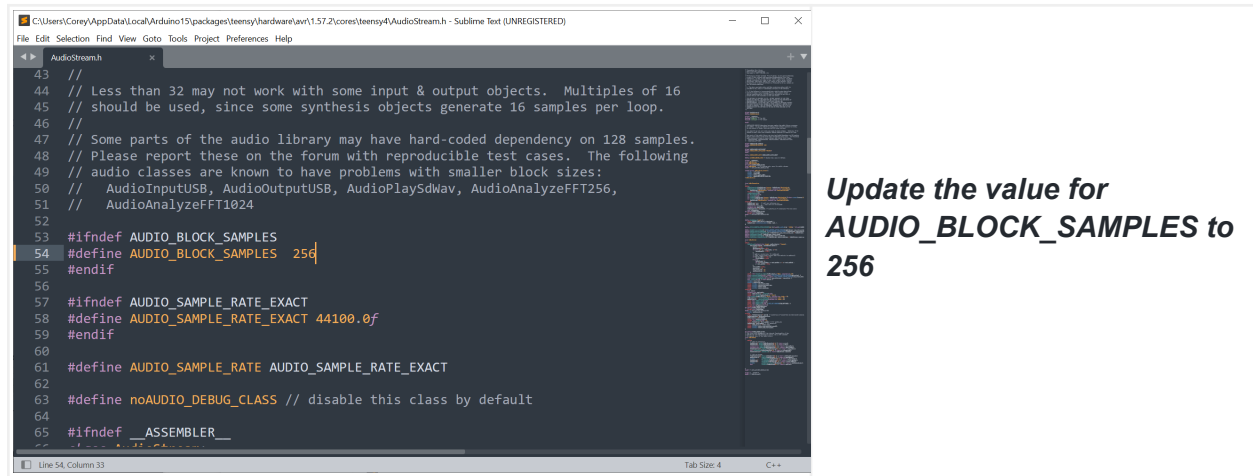 C:\Users\Corey\AppData\Local\Arduino15\packages\teensy\hardware\avr\1.57.2\cores\teensy4\AudioStream.h - Sublime Text (UNREGISTERED)
File Edit Selection Find View Goto Tools Project Preferences Help
AudioStream.h
43 //
44 // Less than 32 may not work with some input & output objects.  Multiples of 16
45 // should be used, since some synthesis objects generate 16 samples per loop.
46 //
47 // Some parts of the audio library may have hard-coded dependency on 128 samples.
48 // Please report these on the forum with reproducible test cases.  The following
49 // audio classes are known to have problems with smaller block sizes:
50 //   AudioInputUSB, AudioOutputUSB, AudioPlaySdWav, AudioAnalyzeFFT256,
51 //   AudioAnalyzeFFT1024
52
53 #ifndef AUDIO_BLOCK_SAMPLES
54 #define AUDIO_BLOCK_SAMPLES  256
55 #endif
56
57 #ifndef AUDIO_SAMPLE_RATE_EXACT
58 #define AUDIO_SAMPLE_RATE_EXACT 44100.0f
59 #endif
60
61 #define AUDIO_SAMPLE_RATE AUDIO_SAMPLE_RATE_EXACT
62
63 #define noAUDIO_DEBUG_CLASS // disable this class by default
64
65 #ifndef __ASSEMBLER__
Line 54, Column 33
Tab Size: 4
C++
Update the value for
AUDIO_BLOCK_SAMPLES to
256